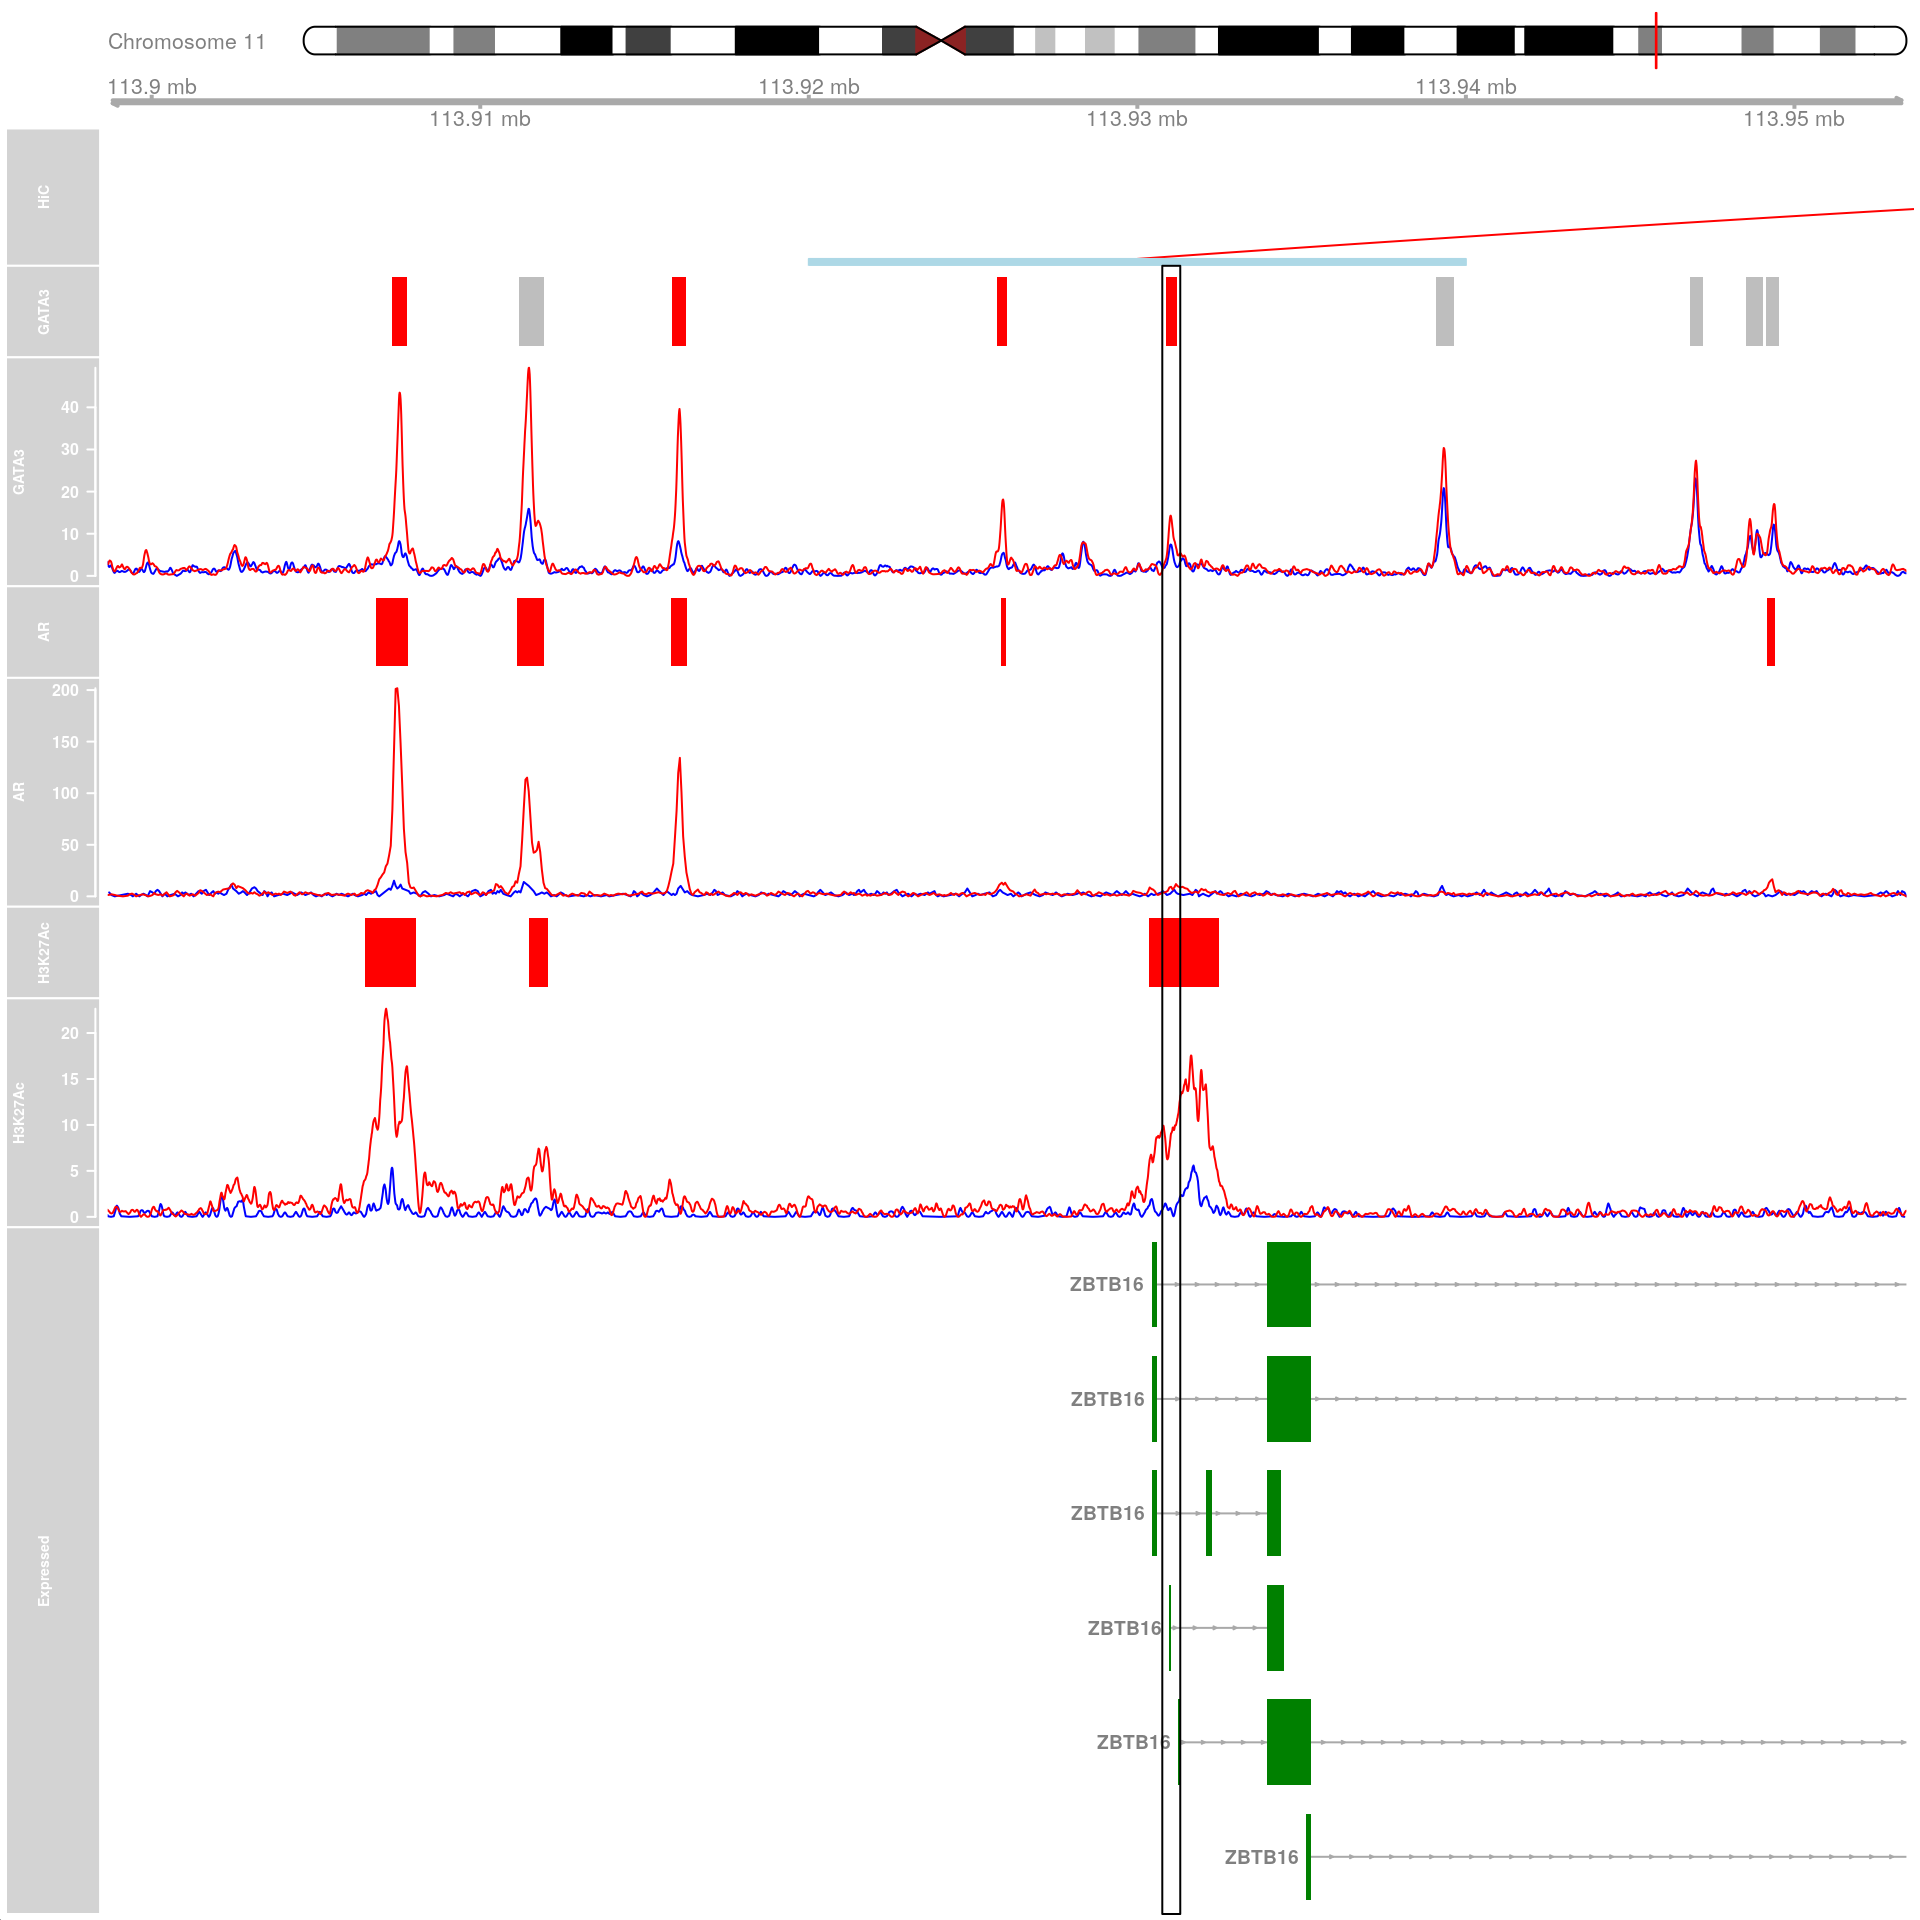 Chromosome 11
113.9 mb
113.92 mb
113.94 mb
113.91 mb
113.93 mb
113.95 mb
HiC
GATA3
GATA3
40
30
20
10
0
AR
AR
200
150
100
50
0
H3K27Ac
H3K27Ac
20
15
10
5
0
Expressed
ZBTB16
ZBTB16
ZBTB16
ZBTB16
ZBTB16
ZBTB16